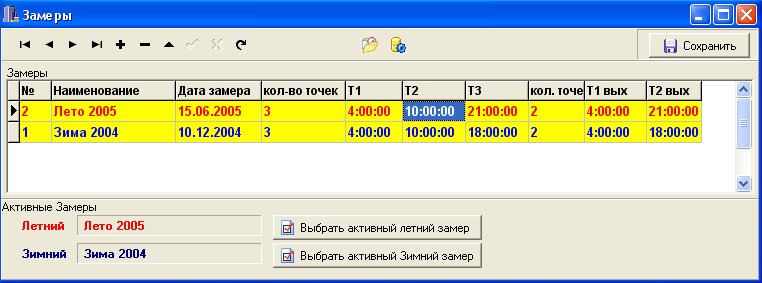 Замеры
Сохранить
Замеры
№ Наименование Дата замера кол-во точек T1 T2 T3 кол. точе T1 вых T2 вых
2 Лето 2005 15.06.2005 3 4:00:00 10:00:00 21:00:00 2 4:00:00 21:00:00
1 Зима 2004 10.12.2004 3 4:00:00 10:00:00 18:00:00 2 4:00:00 18:00:00
Активные Замеры
Летний Лето 2005 Выбрать активный летний замер
Зимний Зима 2004 Выбрать активный Зимний замер